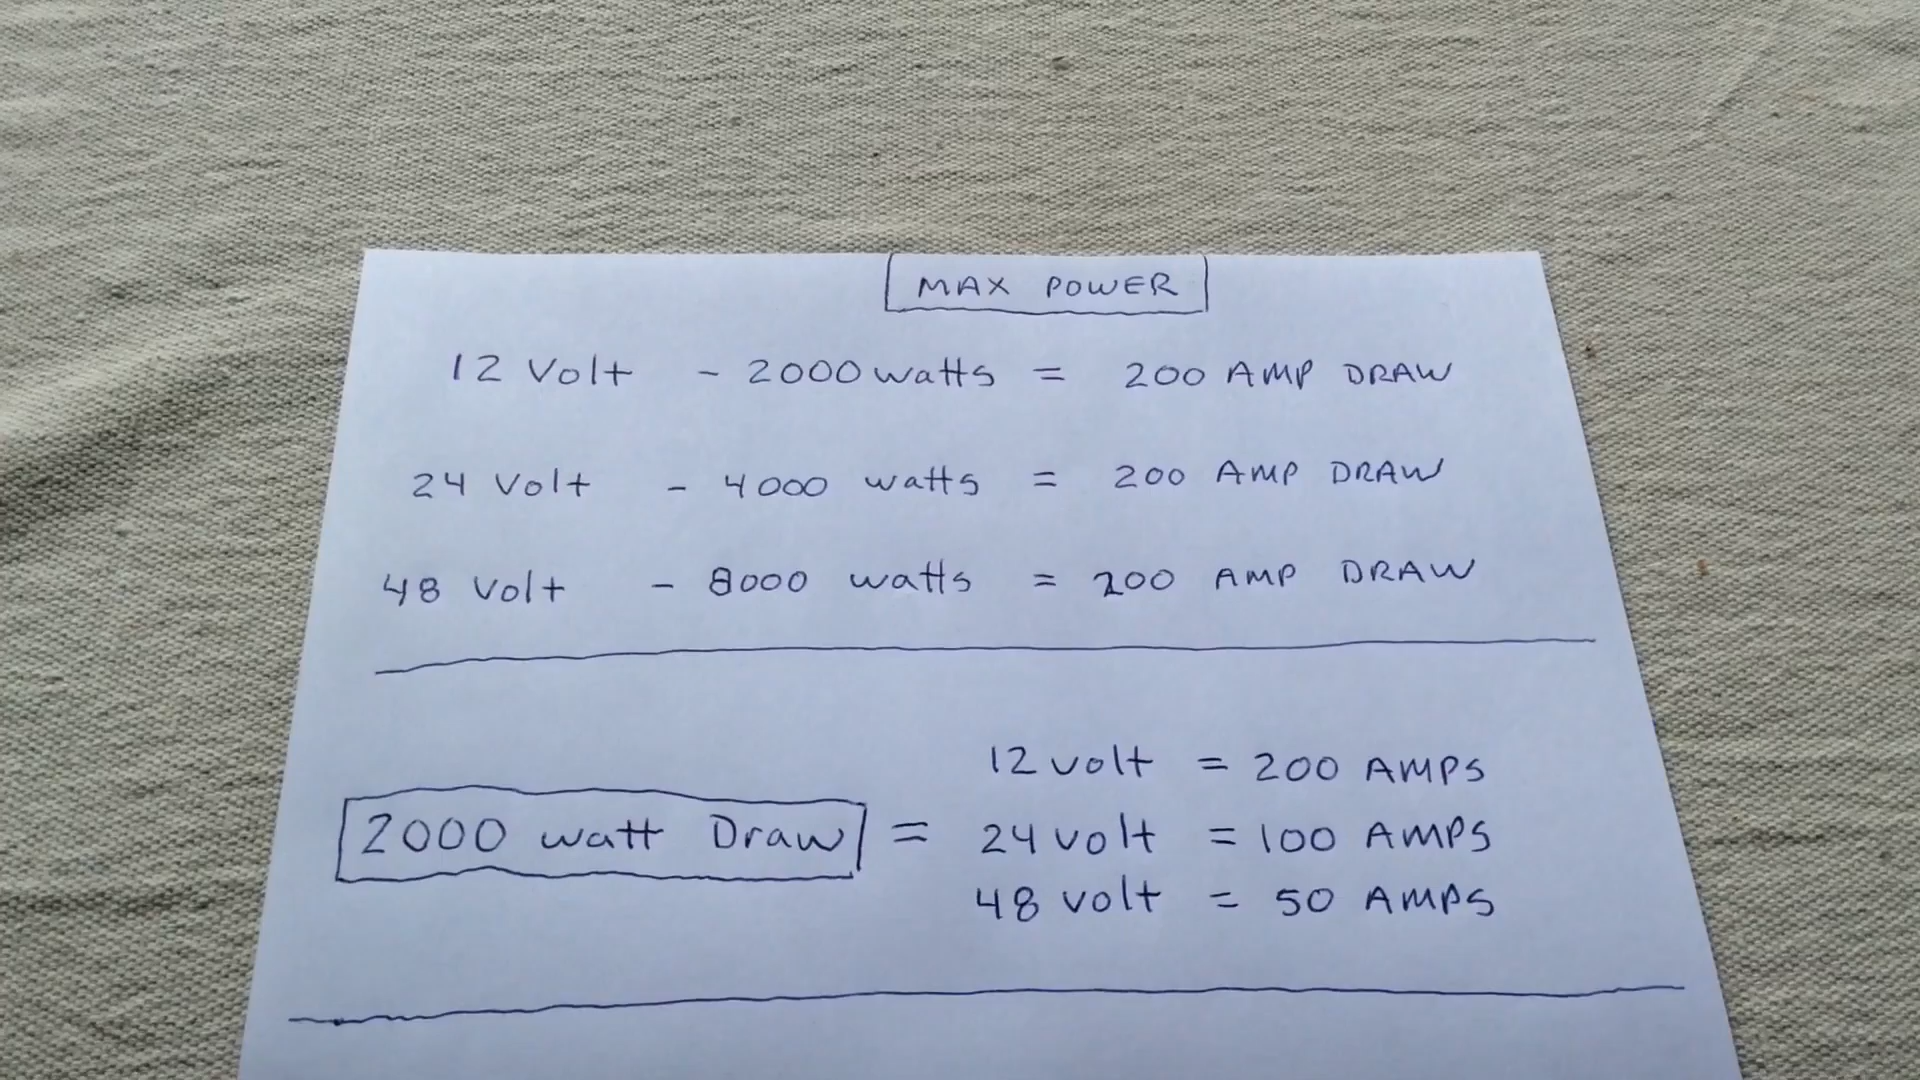 MAX POWER
12 Volt - 2000 watts = 200 AMP DRAW
24 Volt - 4000 watts = 200 AMP DRAW
48 Volt - 8000 watts = 200 AMP DRAW
12 volt = 200 AMPS
2000 watt Draw = 24 volt = 100 AMPS
48 volt = 50 AMPS